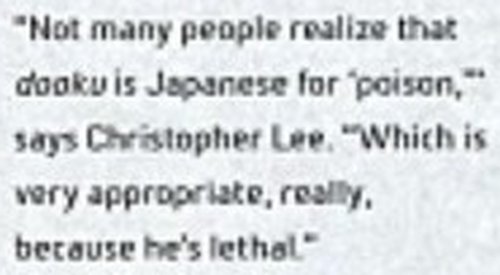 "Not many people realize that
dooku is Japanese for 'poison,'"
says Christopher Lee. "Which is
very appropriate, really,
because he's lethal."